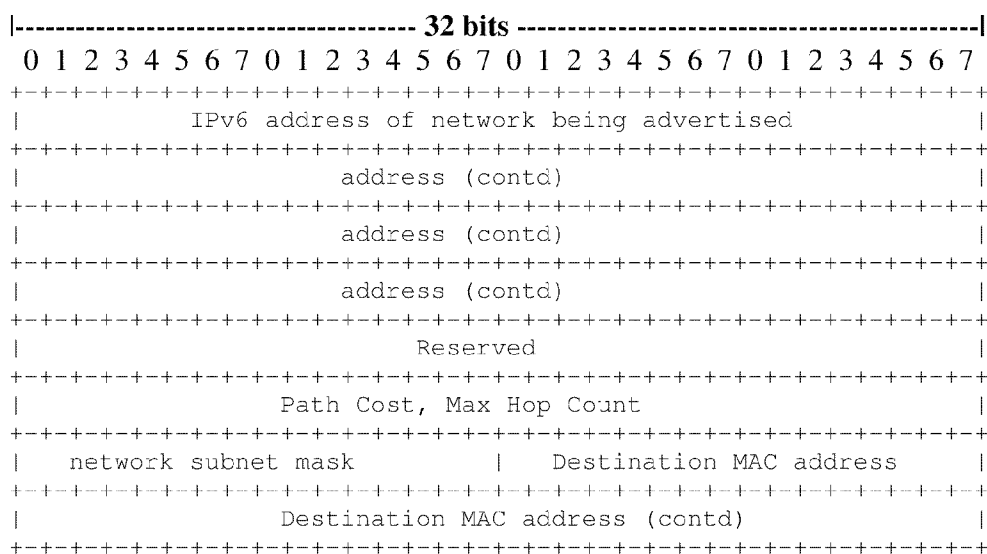 |--------------------------- 32 bits -------------------------------|
0 1 2 3 4 5 6 7 0 1 2 3 4 5 6 7 0 1 2 3 4 5 6 7 0 1 2 3 4 5 6 7
+-+-+-+-+-+-+-+-+-+-+-+-+-+-+-+-+-+-+-+-+-+-+-+-+-+-+-+-+-+-+-+-+
| IPv6 address of network being advertised |
+-+-+-+-+-+-+-+-+-+-+-+-+-+-+-+-+-+-+-+-+-+-+-+-+-+-+-+-+-+-+-+-+
| address (contd) |
+-+-+-+-+-+-+-+-+-+-+-+-+-+-+-+-+-+-+-+-+-+-+-+-+-+-+-+-+-+-+-+-+
| address (contd) |
+-+-+-+-+-+-+-+-+-+-+-+-+-+-+-+-+-+-+-+-+-+-+-+-+-+-+-+-+-+-+-+-+
| address (contd) |
+-+-+-+-+-+-+-+-+-+-+-+-+-+-+-+-+-+-+-+-+-+-+-+-+-+-+-+-+-+-+-+-+
| Reserved |
+-+-+-+-+-+-+-+-+-+-+-+-+-+-+-+-+-+-+-+-+-+-+-+-+-+-+-+-+-+-+-+-+
| Path Cost, Max Hop Count |
+-+-+-+-+-+-+-+-+-+-+-+-+-+-+-+-+-+-+-+-+-+-+-+-+-+-+-+-+-+-+-+-+
| network subnet mask | Destination MAC address |
+-+-+-+-+-+-+-+-+-+-+-+-+-+-+-+-+-+-+-+-+-+-+-+-+-+-+-+-+-+-+-+-+
| Destination MAC address (contd) |
+-+-+-+-+-+-+-+-+-+-+-+-+-+-+-+-+-+-+-+-+-+-+-+-+-+-+-+-+-+-+-+-+